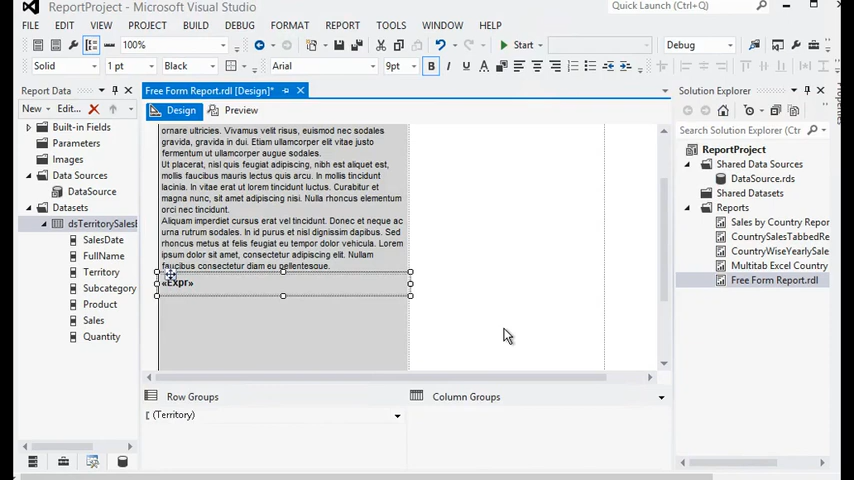 ReportProject - Microsoft Visual Studio
Quick Launch (Ctrl+Q)
FILE EDIT VIEW PROJECT BUILD DEBUG FORMAT REPORT TOOLS WINDOW HELP
100% Start Debug
Solid 1 pt Black Arial 9pt B I U A
Report Data
Free Form Report.rdl [Design]*
Solution Explorer
Properties
New Edit...
Design Preview
Search Solution Explorer (Ctr
Built-in Fields
Parameters
Images
Data Sources
DataSource
Datasets
dsTerritorySalesB
SalesDate
FullName
Territory
Subcategory
Product
Sales
Quantity
ornare ultricies. Vivamus velit risus, euismod nec sodales
gravida, gravida in dui. Etiam ullamcorper elit vitae justo
fermentum ut ullamcorper augue sodales.
Ut placerat, nisl quis feugiat adipiscing, nibh est aliquet est,
mollis faucibus mauris lectus quis arcu. In mollis tincidunt
lacinia. In vitae erat ut lorem tincidunt luctus. Curabitur et
magna nunc, sit amet adipiscing nisi. Nulla rhoncus elementum
orci nec tincidunt.
Aliquam imperdiet cursus erat vel tincidunt. Donec et neque ac
urna rutrum sodales. In id purus et nisl dignissim dapibus. Sed
rhoncus metus at felis feugiat eu tempor dolor vehicula. Lorem
ipsum dolor sit amet, consectetur adipiscing elit. Nullam
faucibus consectetur diam eu pellentesque.
«Expr»
ReportProject
Shared Data Sources
DataSource.rds
Shared Datasets
Reports
Sales by Country Repor
CountrySalesTabbedRe
CountryWiseYearlySale
Multitab Excel Country
Free Form Report.rdl
Row Groups
Column Groups
(Territory)